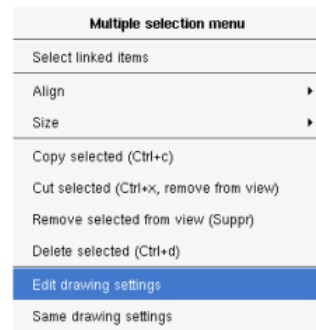 Multiple selection menu
Select linked items
Align
Size
Copy selected (Ctrl+c)
Cut selected (Ctrl+x, remove from view)
Remove selected from view (Suppr)
Delete selected (Ctrl+d)
Edit drawing settings
Same drawing settings